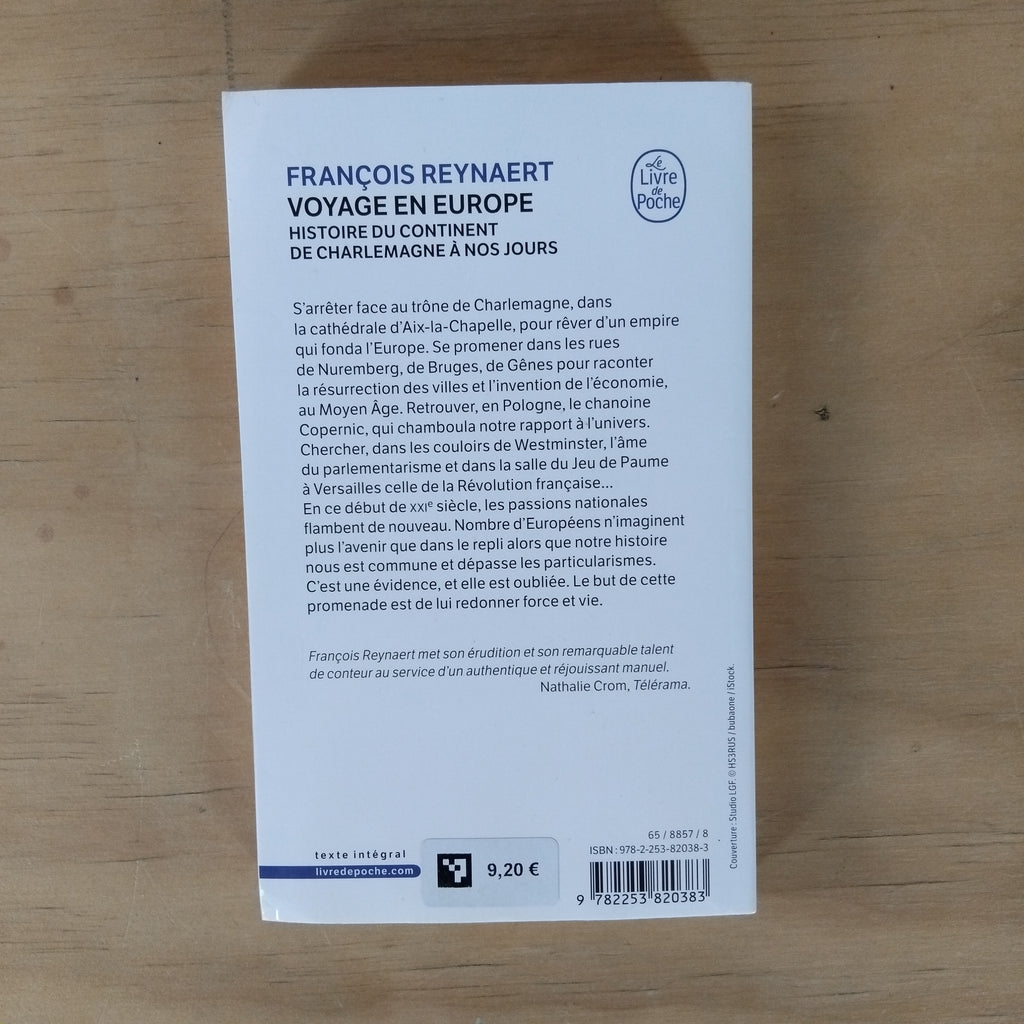 FRANÇOIS REYNAERT
VOYAGE EN EUROPE
HISTOIRE DU CONTINENT
DE CHARLEMAGNE À NOS JOURS
Le
Livre
de
Poche
S'arrêter face au trône de Charlemagne, dans
la cathédrale d'Aix-la-Chapelle, pour rêver d'un empire
qui fonda l'Europe. Se promener dans les rues
de Nuremberg, de Bruges, de Gênes pour raconter
la résurrection des villes et l'invention de l'économie,
au Moyen Âge. Retrouver, en Pologne, le chanoine
Copernic, qui chamboula notre rapport à l'univers.
Chercher, dans les couloirs de Westminster, l'âme
du parlementarisme et dans la salle du Jeu de Paume
à Versailles celle de la Révolution française...
En ce début de XXIe siècle, les passions nationales
flambent de nouveau. Nombre d'Européens n'imaginent
plus l'avenir que dans le repli alors que notre histoire
nous est commune et dépasse les particularismes.
C'est une évidence, et elle est oubliée. Le but de cette
promenade est de lui redonner force et vie.
François Reynaert met son érudition et son remarquable talent
de conteur au service d'un authentique et réjouissant manuel.
Nathalie Crom, Télérama.
Couverture : Studio LGF. © HS3RUS / bubaone / iStock.
texte intégral
livredepoche.com
9,20 €
65 / 8857 / 8
ISBN : 978-2-253-82038-3
9 782253 820383